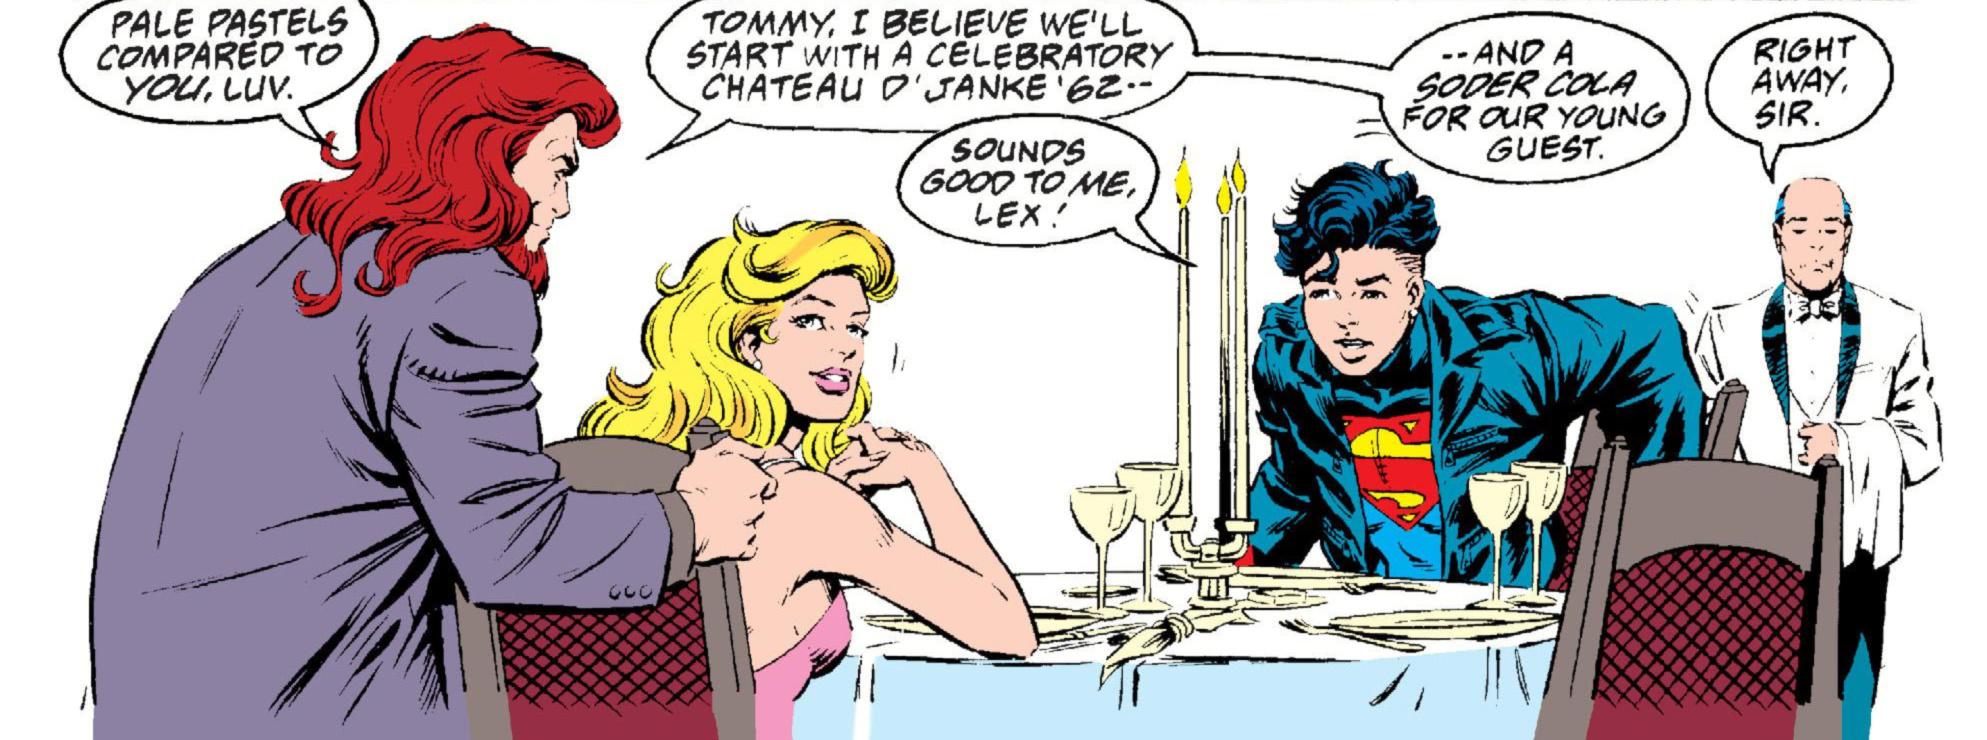 PALE PASTELS
COMPARED TO
YOU, LUV.
TOMMY, I BELIEVE WE'LL
START WITH A CELEBRATORY
CHATEAU D'JANKE '62--
--AND A
SODER COLA
FOR OUR YOUNG
GUEST.
SOUNDS
GOOD TO ME,
LEX!
RIGHT
AWAY,
SIR.